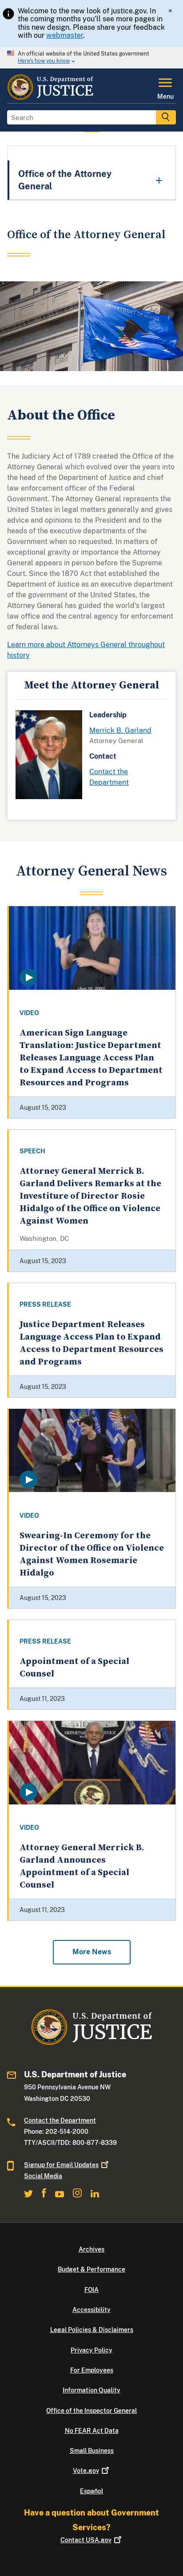 Welcome to the new look of justice.gov. In
the coming months you'll see more pages in
this new design. Please share your feedback
with our webmaster.
×
An official website of the United States government
Here's how you know
U.S. Department of
JUSTICE
Menu
Search
Office of the Attorney
General
+
Office of the Attorney General
About the Office
The Judiciary Act of 1789 created the Office of the
Attorney General which evolved over the years into
the head of the Department of Justice and chief
law enforcement officer of the Federal
Government. The Attorney General represents the
United States in legal matters generally and gives
advice and opinions to the President and to the
heads of the executive departments of the
Government when so requested. In matters of
exceptional gravity or importance the Attorney
General appears in person before the Supreme
Court. Since the 1870 Act that established the
Department of Justice as an executive department
of the government of the United States, the
Attorney General has guided the world's largest
law office and the central agency for enforcement
of federal laws.
Learn more about Attorneys General throughout
history
Meet the Attorney General
Leadership
Merrick B. Garland
Attorney General
Contact
Contact the
Department
Attorney General News
VIDEO
American Sign Language
Translation: Justice Department
Releases Language Access Plan
to Expand Access to Department
Resources and Programs
August 15, 2023
SPEECH
Attorney General Merrick B.
Garland Delivers Remarks at the
Investiture of Director Rosie
Hidalgo of the Office on Violence
Against Women
Washington, DC
August 15, 2023
PRESS RELEASE
Justice Department Releases
Language Access Plan to Expand
Access to Department Resources
and Programs
August 15, 2023
VIDEO
Swearing-In Ceremony for the
Director of the Office on Violence
Against Women Rosemarie
Hidalgo
August 15, 2023
PRESS RELEASE
Appointment of a Special
Counsel
August 11, 2023
VIDEO
Attorney General Merrick B.
Garland Announces
Appointment of a Special
Counsel
August 11, 2023
More News
U.S. Department of
JUSTICE
U.S. Department of Justice
950 Pennsylvania Avenue NW
Washington DC 20530
Contact the Department
Phone: 202-514-2000
TTY/ASCII/TDD: 800-877-8339
Signup for Email Updates
Social Media
Archives
Budget & Performance
FOIA
Accessibility
Legal Policies & Disclaimers
Privacy Policy
For Employees
Information Quality
Office of the Inspector General
No FEAR Act Data
Small Business
Vote.gov
Español
Have a question about Government
Services?
Contact USA.gov